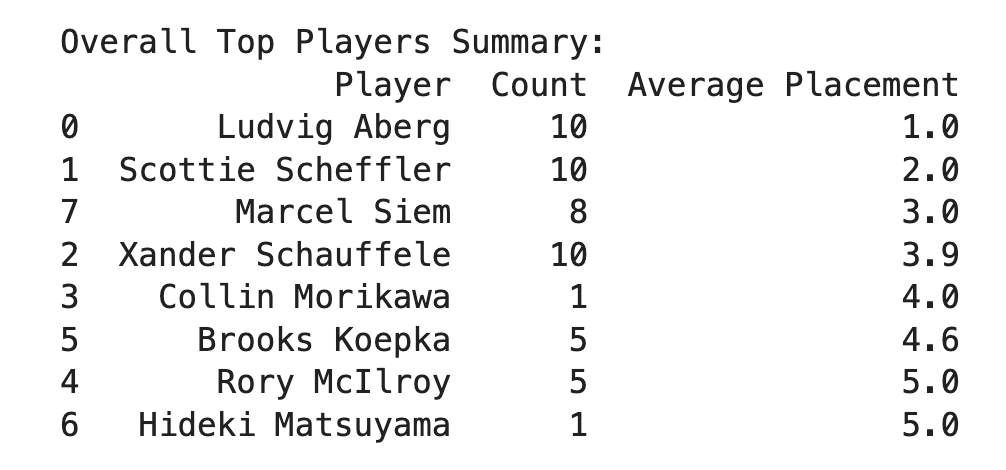 Overall Top Players Summary:
Player Count Average Placement
0 Ludvig Aberg 10 1.0
1 Scottie Scheffler 10 2.0
7 Marcel Siem 8 3.0
2 Xander Schauffele 10 3.9
3 Collin Morikawa 1 4.0
5 Brooks Koepka 5 4.6
4 Rory McIlroy 5 5.0
6 Hideki Matsuyama 1 5.0